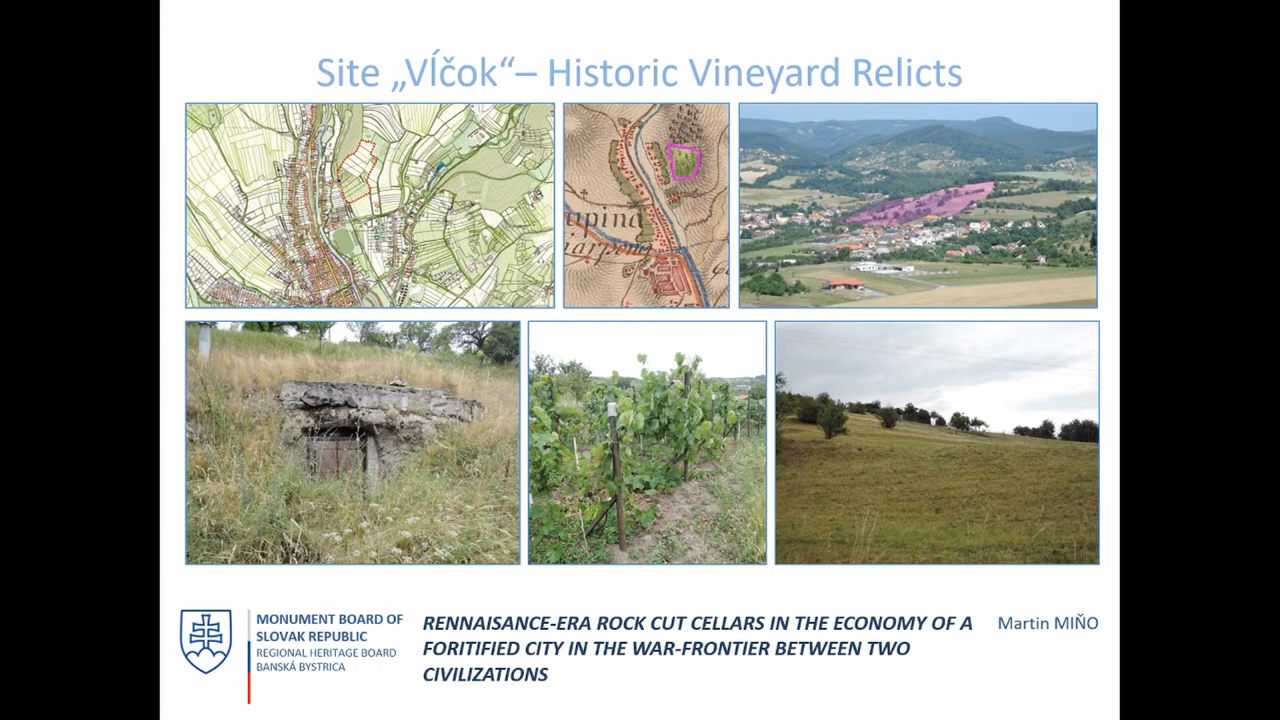 Site „Vĺčok“– Historic Vineyard Relicts
upina
MONUMENT BOARD OF
SLOVAK REPUBLIC
REGIONAL HERITAGE BOARD
BANSKÁ BYSTRICA
RENNAISANCE-ERA ROCK CUT CELLARS IN THE ECONOMY OF A
FORITIFIED CITY IN THE WAR-FRONTIER BETWEEN TWO
CIVILIZATIONS
Martin MIŇO